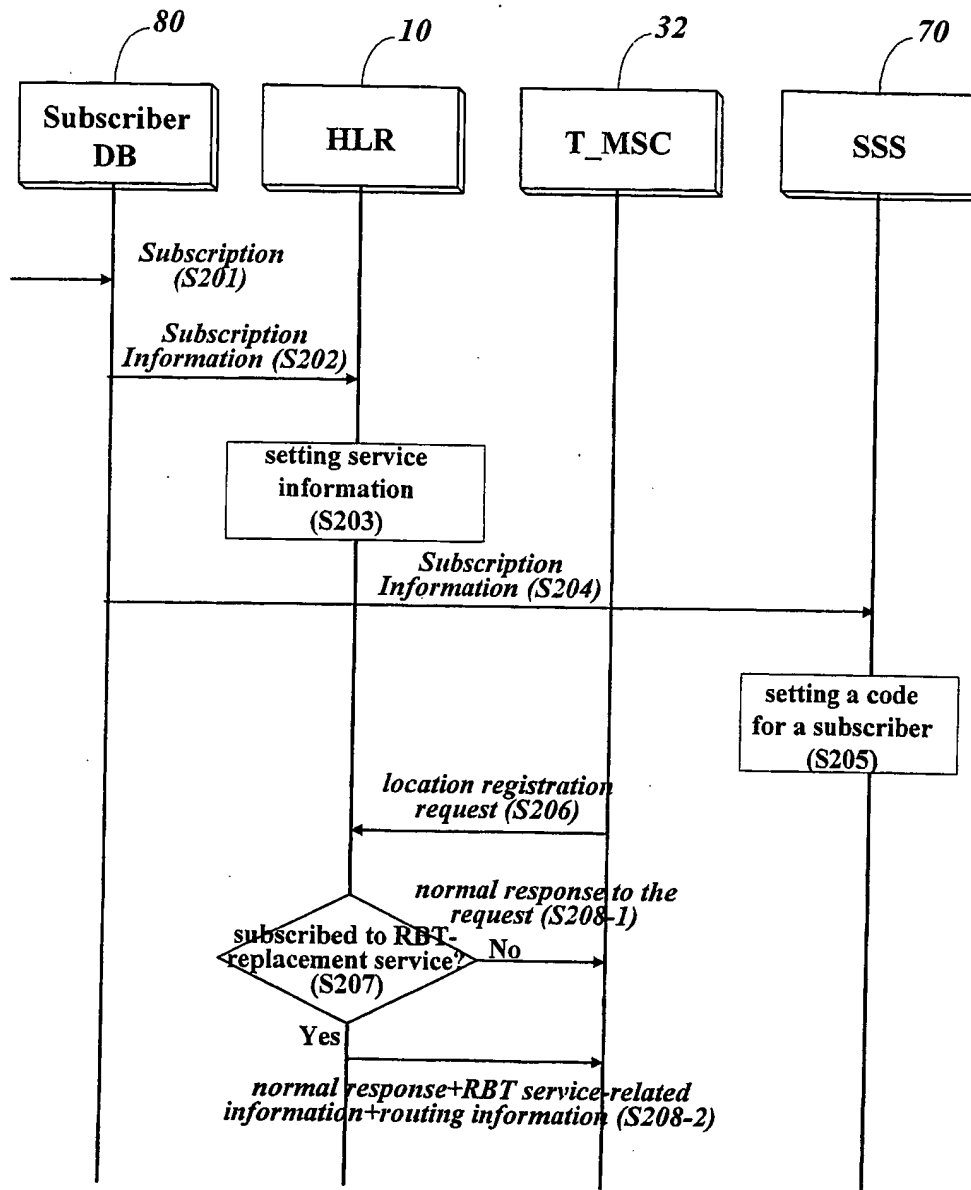 80
10
32
70
Subscriber
DB
HLR
T_MSC
SSS
Subscription
(S201)
Subscription
Information (S202)
setting service
information
(S203)
Subscription
Information (S204)
setting a code
for a subscriber
(S205)
location registration
request (S206)
normal response to the
request (S208-1)
subscribed to RBT-
replacement service?
(S207)
No
Yes
normal response+RBT service-related
information+routing information (S208-2)